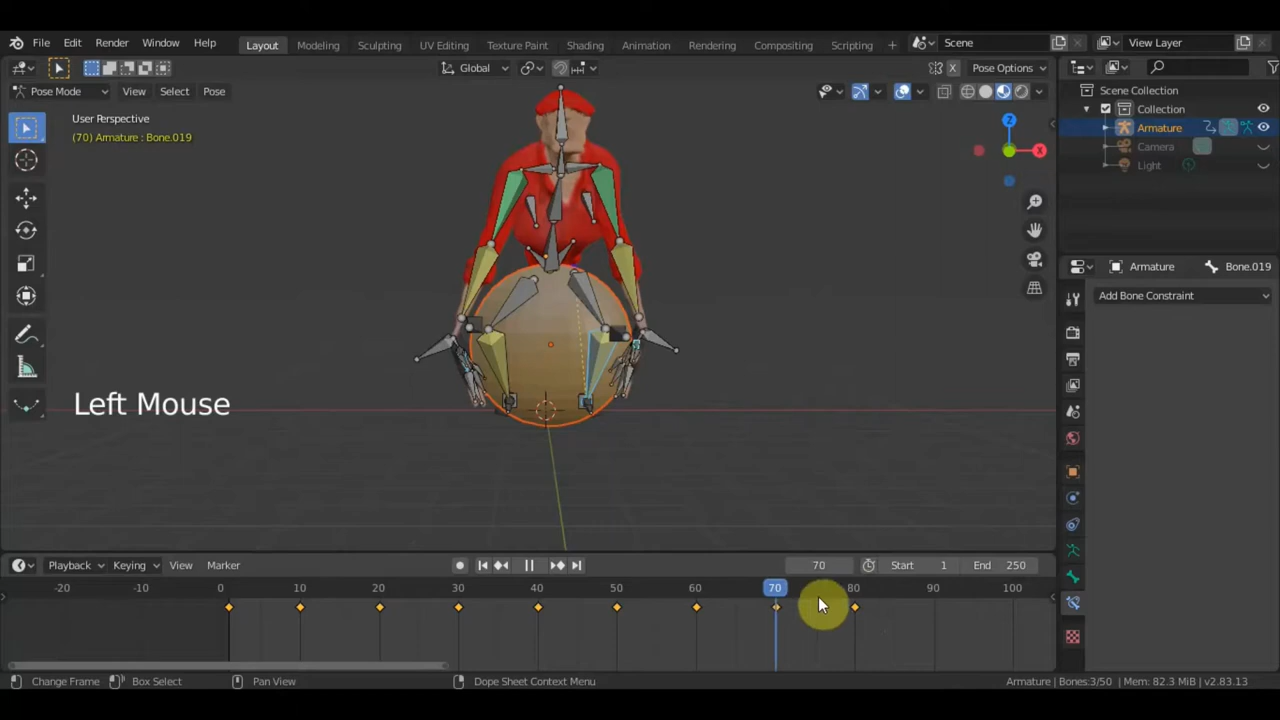 File Edit Render Window Help Layout Modeling Sculpting UV Editing Texture Paint Shading Animation Rendering Compositing Scripting + Scene View Layer
Global Pose Options
Pose Mode View Select Pose
Scene Collection
Collection
Armature
Camera
Light
User Perspective
(70) Armature : Bone.019
Z
X
Armature Bone.019
Add Bone Constraint
Left Mouse
Playback Keying View Marker 70 Start 1 End 250
-20 0 10 20 30 40 50 60 70 80 90 100
Change Frame Box Select Pan View Dope Sheet Context Menu Armature | Bones:3/50 | Mem: 82.3 MiB | v2.83.13